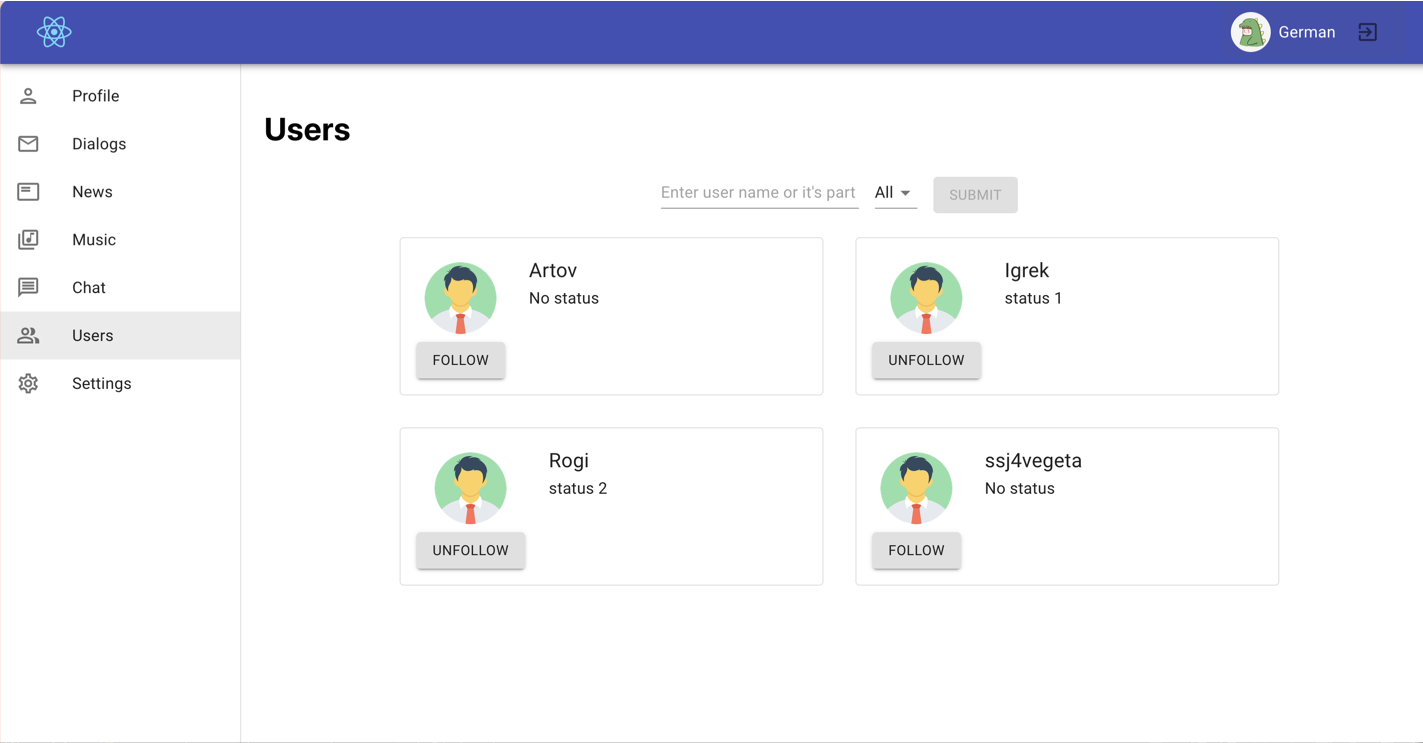 German
Profile
Dialogs
News
Music
Chat
Users
Settings
Users
Enter user name or it's part
All
SUBMIT
Artov
No status
FOLLOW
Igrek
status 1
UNFOLLOW
Rogi
status 2
UNFOLLOW
ssj4vegeta
No status
FOLLOW